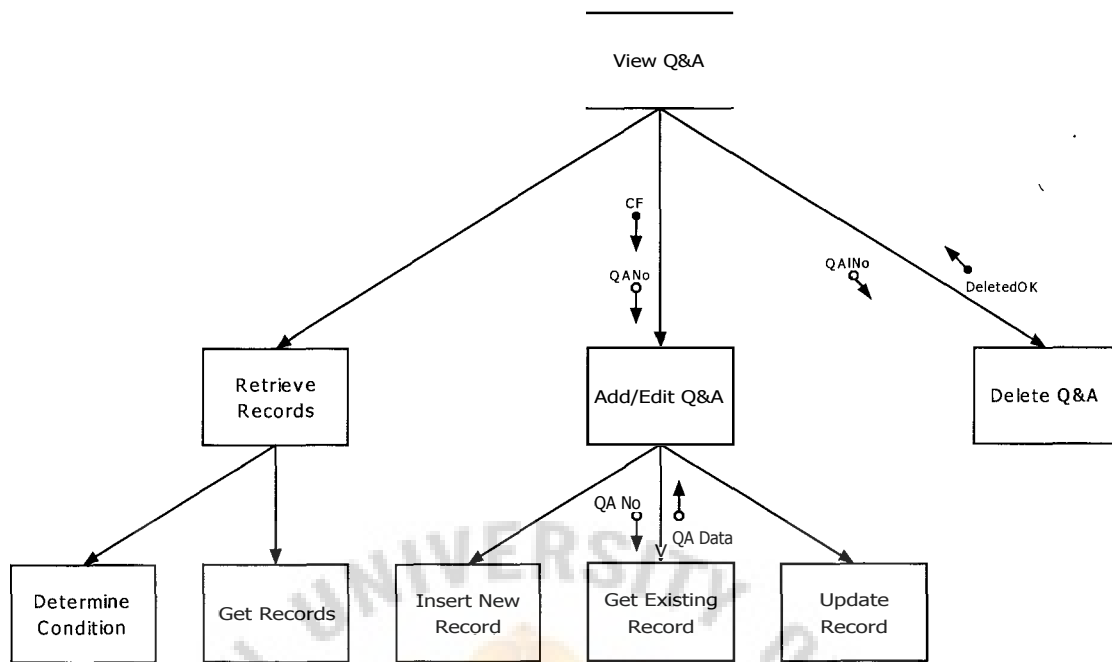 View Q&A
CF
QANo
QAINo
DeletedOK
Retrieve
Records
Add/Edit Q&A
Delete Q&A
QA No
QA Data
Determine
Condition
Get Records
Insert New
Record
Get Existing
Record
Update
Record
UNIVERSITY